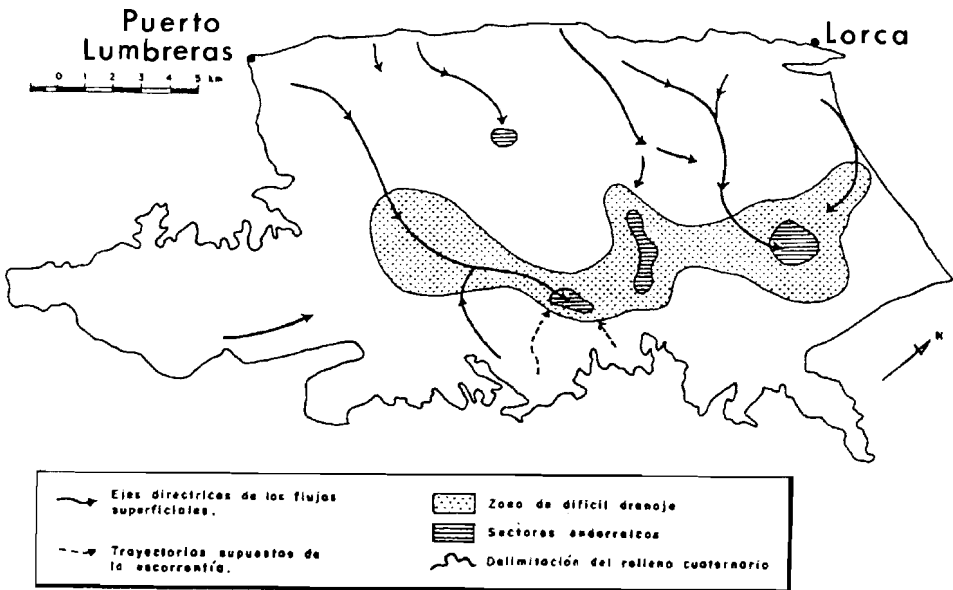 Puerto
Lumbreras
Lorca
0 1 2 3 4 5 km
N
Ejes directrices de los flujos
superficiales.
Trayectorias supuestas de
la escorrentía.
Zona de difícil drenaje
Sectores endorreicos
Delimitación del relleno cuaternario